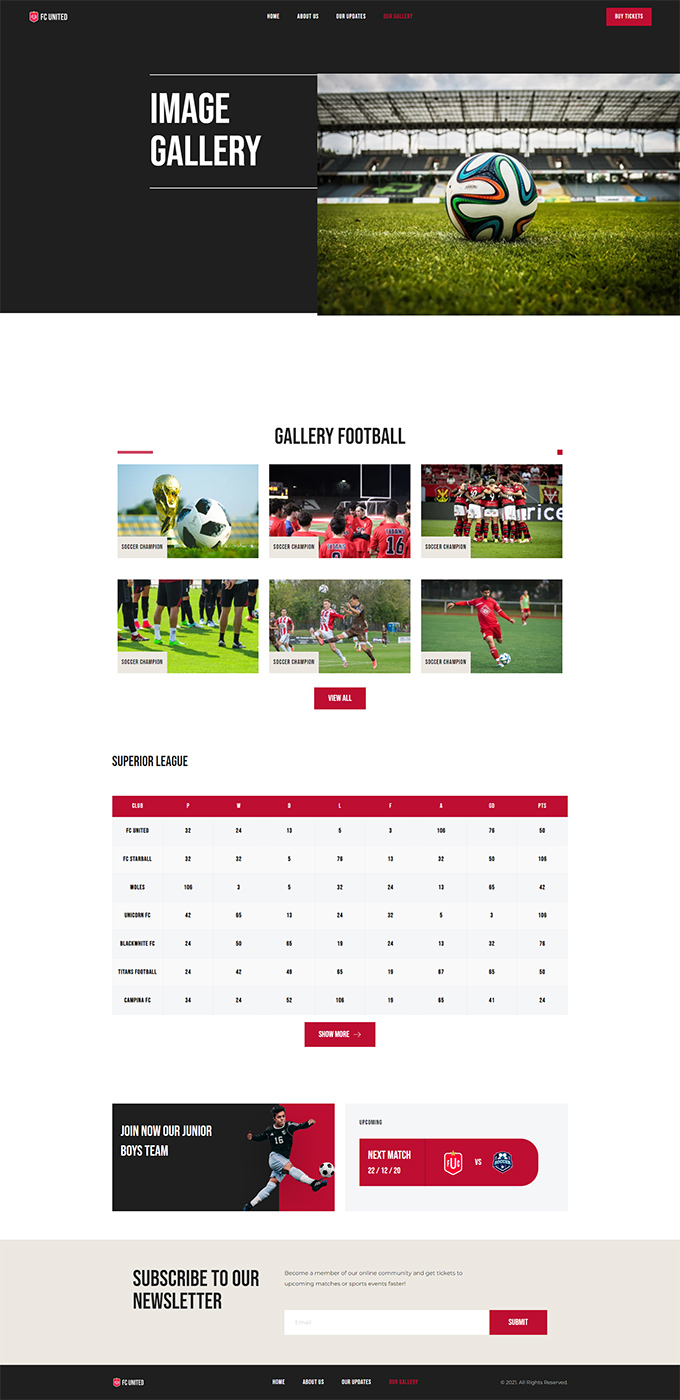 FC UNITED
HOME ABOUT US OUR UPDATES OUR GALLERY
BUY TICKETS
IMAGE
GALLERY
GALLERY FOOTBALL
SOCCER CHAMPION
SOCCER CHAMPION
16
SOCCER CHAMPION
rice
SOCCER CHAMPION
SOCCER CHAMPION
SOCCER CHAMPION
VIEW ALL
SUPERIOR LEAGUE
CLUB P W D L F A GD PTS
FC UNITED 32 24 13 5 3 106 76 50
FC STARBALL 32 32 5 76 13 32 50 106
WOLES 106 3 5 32 24 13 65 42
UNICORN FC 42 65 13 24 32 5 3 106
BLACKWHITE FC 24 50 65 19 24 13 32 76
TITANS FOOTBALL 24 42 49 65 19 67 65 50
CAMPINA FC 34 24 52 106 19 65 41 24
SHOW MORE
JOIN NOW OUR JUNIOR
BOYS TEAM
16
UPCOMING
NEXT MATCH
22 / 12 / 20
FUC
VS
SOCCER
SUBSCRIBE TO OUR
NEWSLETTER
Become a member of our online community and get tickets to
upcoming matches or sports events faster!
Email
SUBMIT
FC UNITED
HOME ABOUT US OUR UPDATES OUR GALLERY
© 2021. All Rights Reserved.